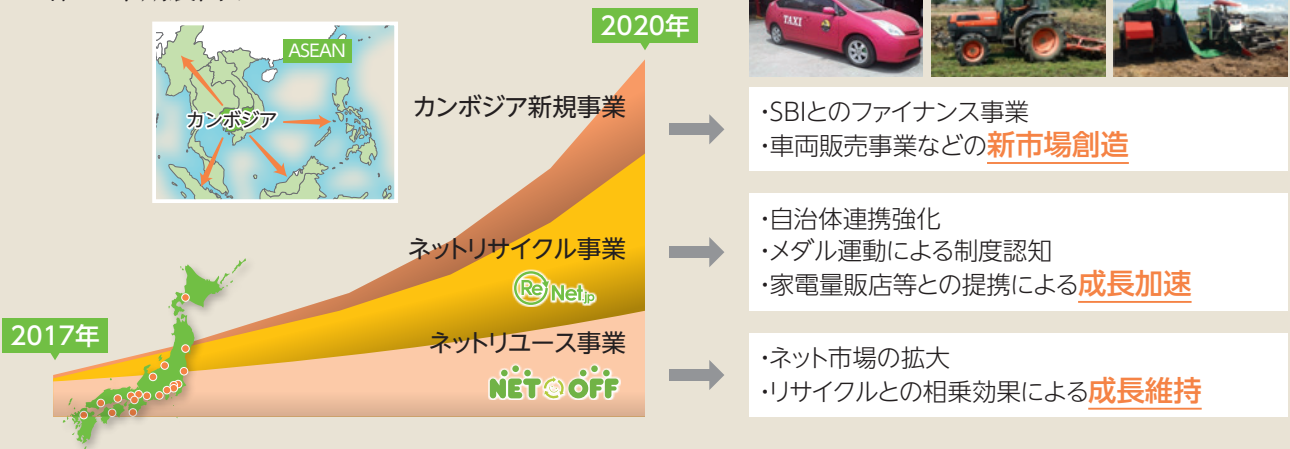 2020年
ASEAN
カンボジア
TAXI
カンボジア新規事業
・SBIとのファイナンス事業
・車両販売事業などの新市場創造
ネットリサイクル事業
ReNet.jp
・自治体連携強化
・メダル運動による制度認知
・家電量販店等との提携による成長加速
2017年
ネットリユース事業
NETOFF
・ネット市場の拡大
・リサイクルとの相乗効果による成長維持